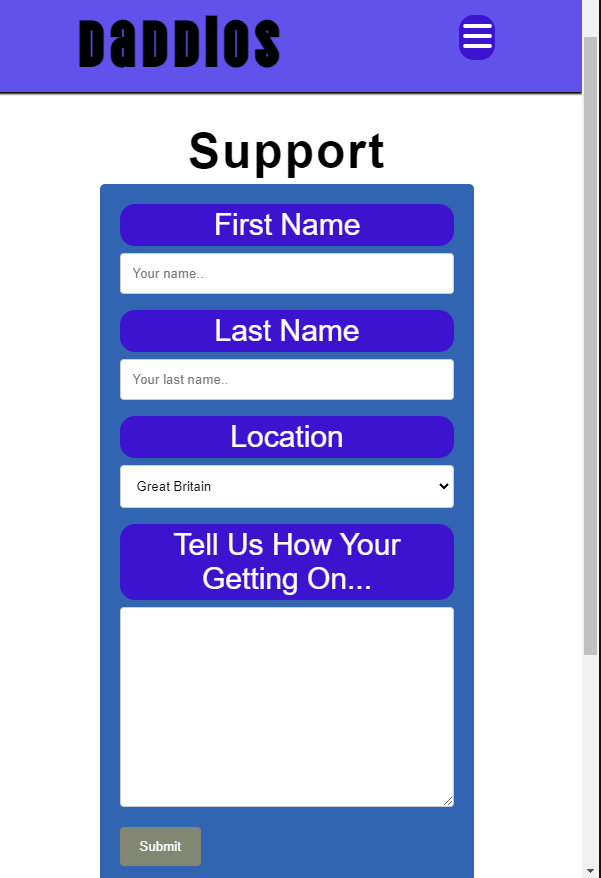 DADDIOS
Support
First Name
Your name..
Last Name
Your last name..
Location
Great Britain
Tell Us How Your
Getting On...
Submit